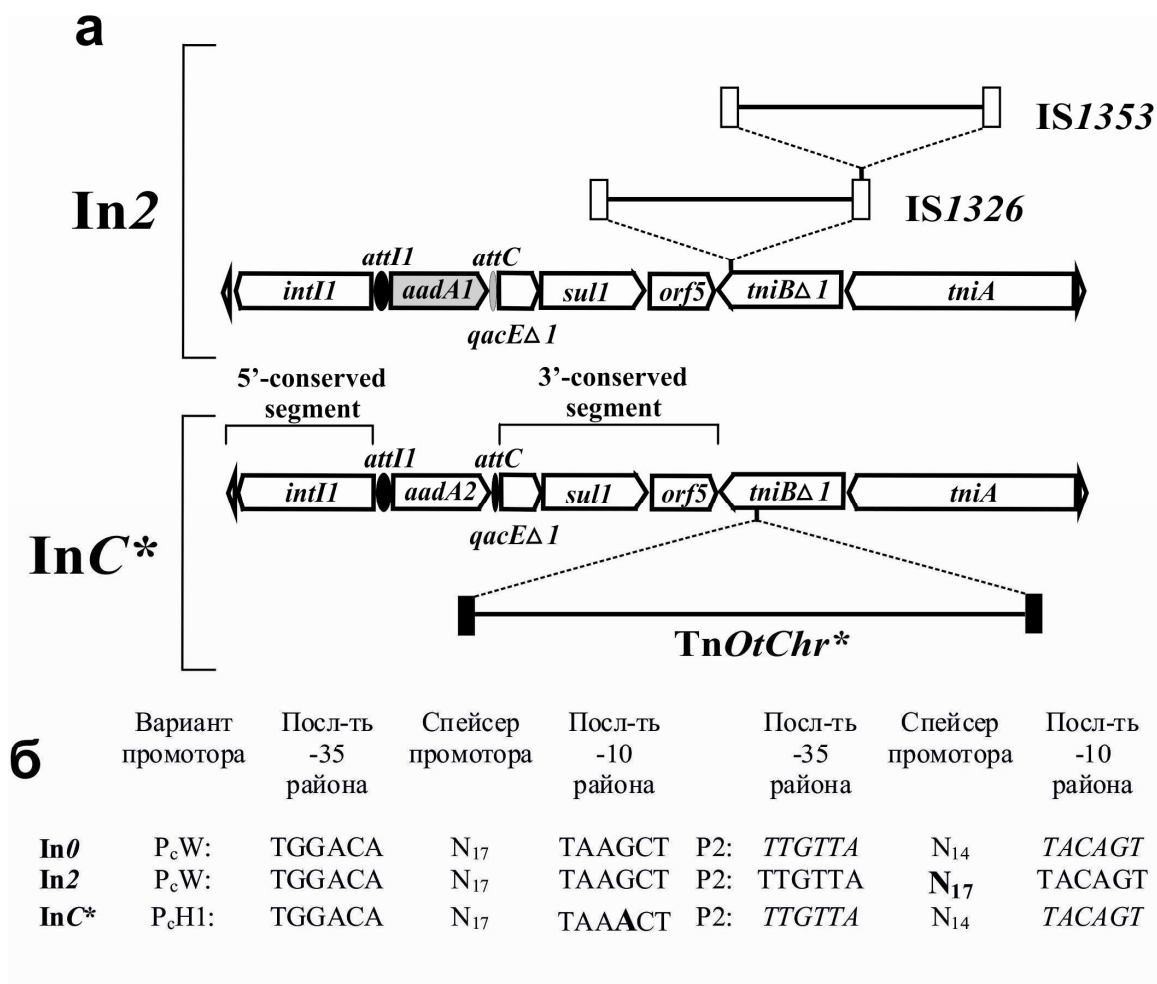 а
In2
IS1353
IS1326
attI1 attC
intI1 aadA1 sul1 orf5 tniBΔ1 tniA
qacEΔ1
5’-conserved segment
3’-conserved segment
InC*
attI1 attC
intI1 aadA2 sul1 orf5 tniBΔ1 tniA
qacEΔ1
TnOtChr*
б
Вариант Посл-ть Спейсер Посл-ть Посл-ть Спейсер Посл-ть
промотора -35 промотора -10 -35 промотора -10
района района района района
In0 PcW: TGGACA N17 TAAGCT P2: TTGTTA N14 TACAGT
In2 PcW: TGGACA N17 TAAGCT P2: TTGTTA N17 TACAGT
InC* PcH1: TGGACA N17 TAAACT P2: TTGTTA N14 TACAGT